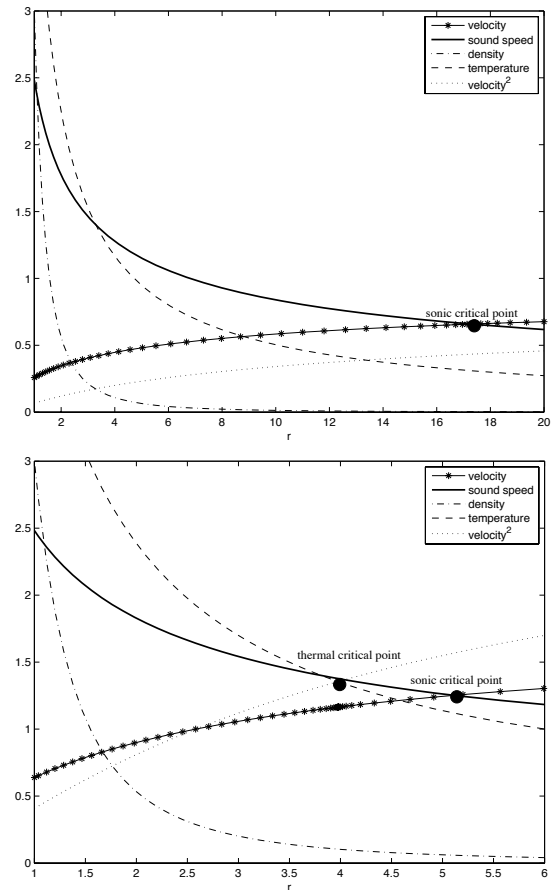 3
2.5
2
1.5
1
0.5
0
2
4
6
8
10
12
14
16
18
20
r
velocity
sound speed
density
temperature
velocity²
sonic critical point
3
2.5
2
1.5
1
0.5
0
1
1.5
2
2.5
3
3.5
4
4.5
5
5.5
6
r
velocity
sound speed
density
temperature
velocity²
thermal critical point
sonic critical point